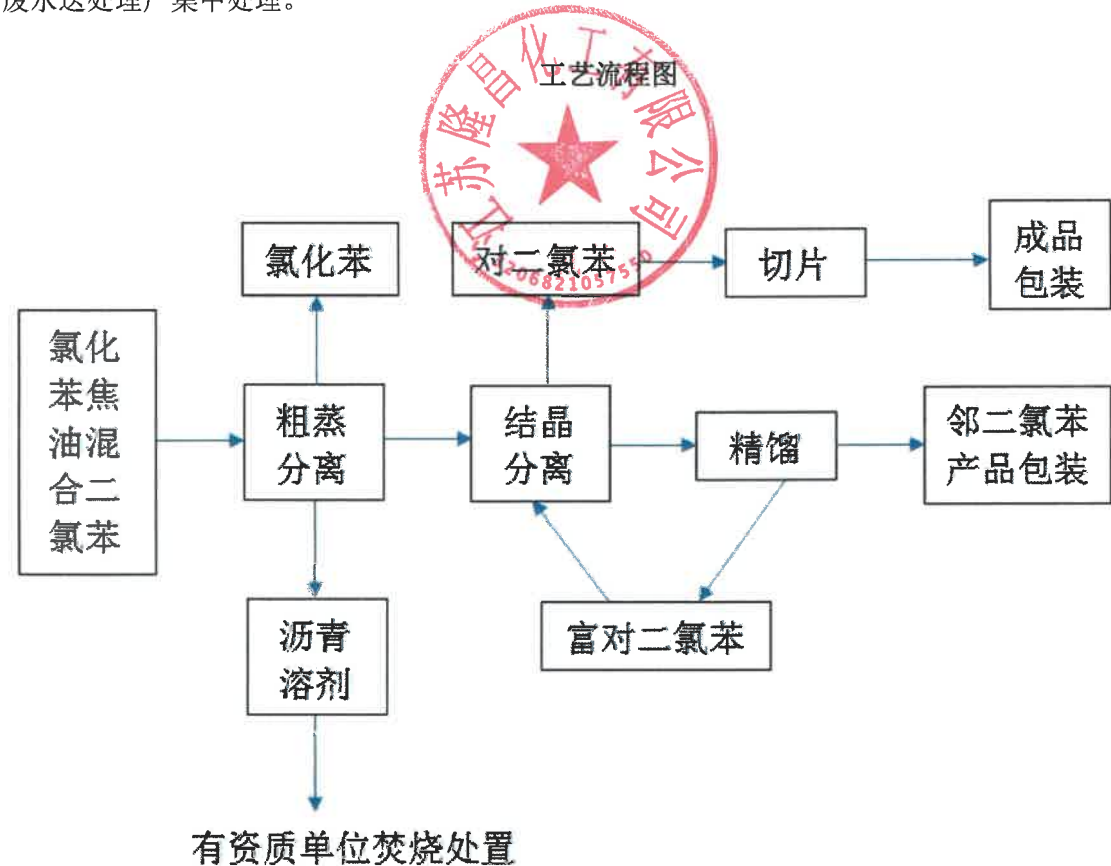 废水送处理厂集中处理。
工艺流程图
江苏隆昌化工有限公司
3206821057550
氯化苯
对二氯苯
切片
成品
包装
氯化
苯焦
油混
合二
氯苯
粗蒸
分离
结晶
分离
精馏
邻二氯苯
产品包装
沥青
溶剂
富对二氯苯
有资质单位焚烧处置